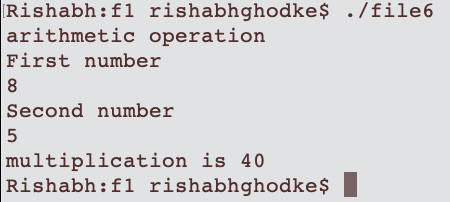 Rishabh:f1 rishabhghodke$ ./file6
arithmetic operation
First number
8
Second number
5
multiplication is 40
Rishabh:f1 rishabhghodke$